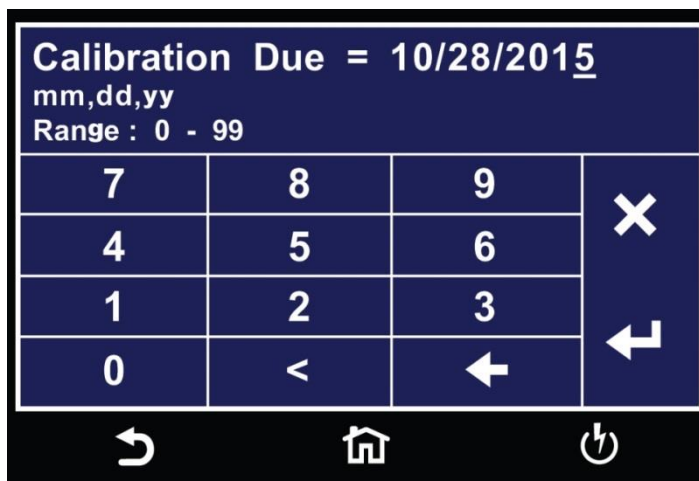 Calibration Due = 10/28/2015
mm,dd,yy
Range : 0 - 99
7 8 9
4 5 6
1 2 3
0 <